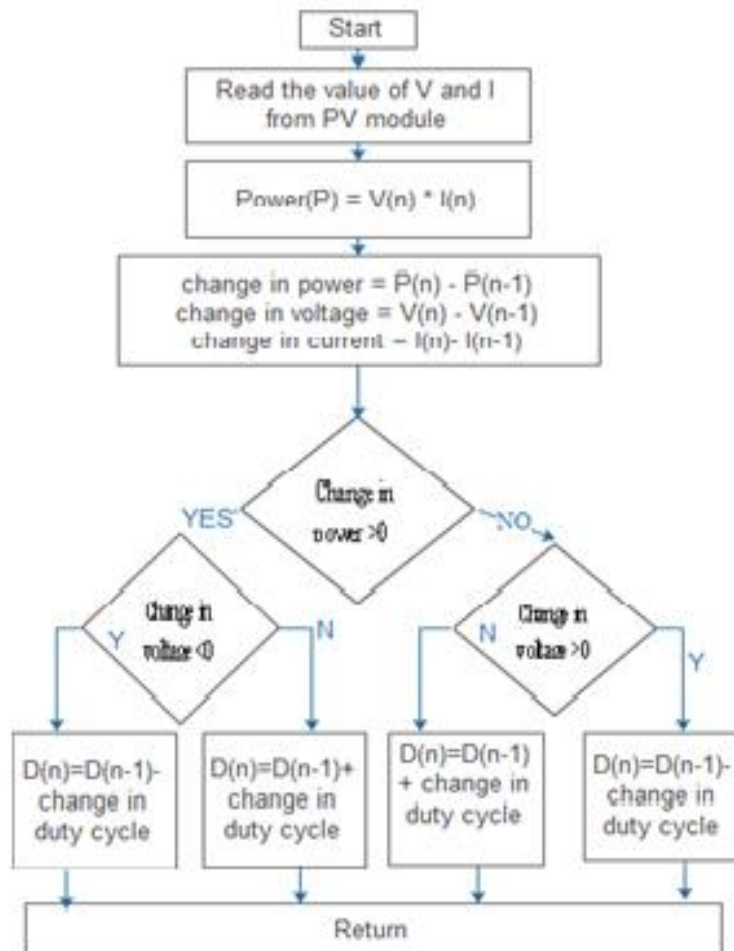 Start
Read the value of V and I
from PV module
Power(P) = V(n) * I(n)
change in power = P(n) - P(n-1)
change in voltage = V(n) - V(n-1)
change in current = I(n)- I(n-1)
Change in
power >0
YES
NO
Change in
voltage <0
Y
N
Change in
voltage >0
N
Y
D(n)=D(n-1)-
change in
duty cycle
D(n)=D(n-1)+
change in
duty cycle
D(n)=D(n-1)
+ change in
duty cycle
D(n)=D(n-1)-
change in
duty cycle
Return